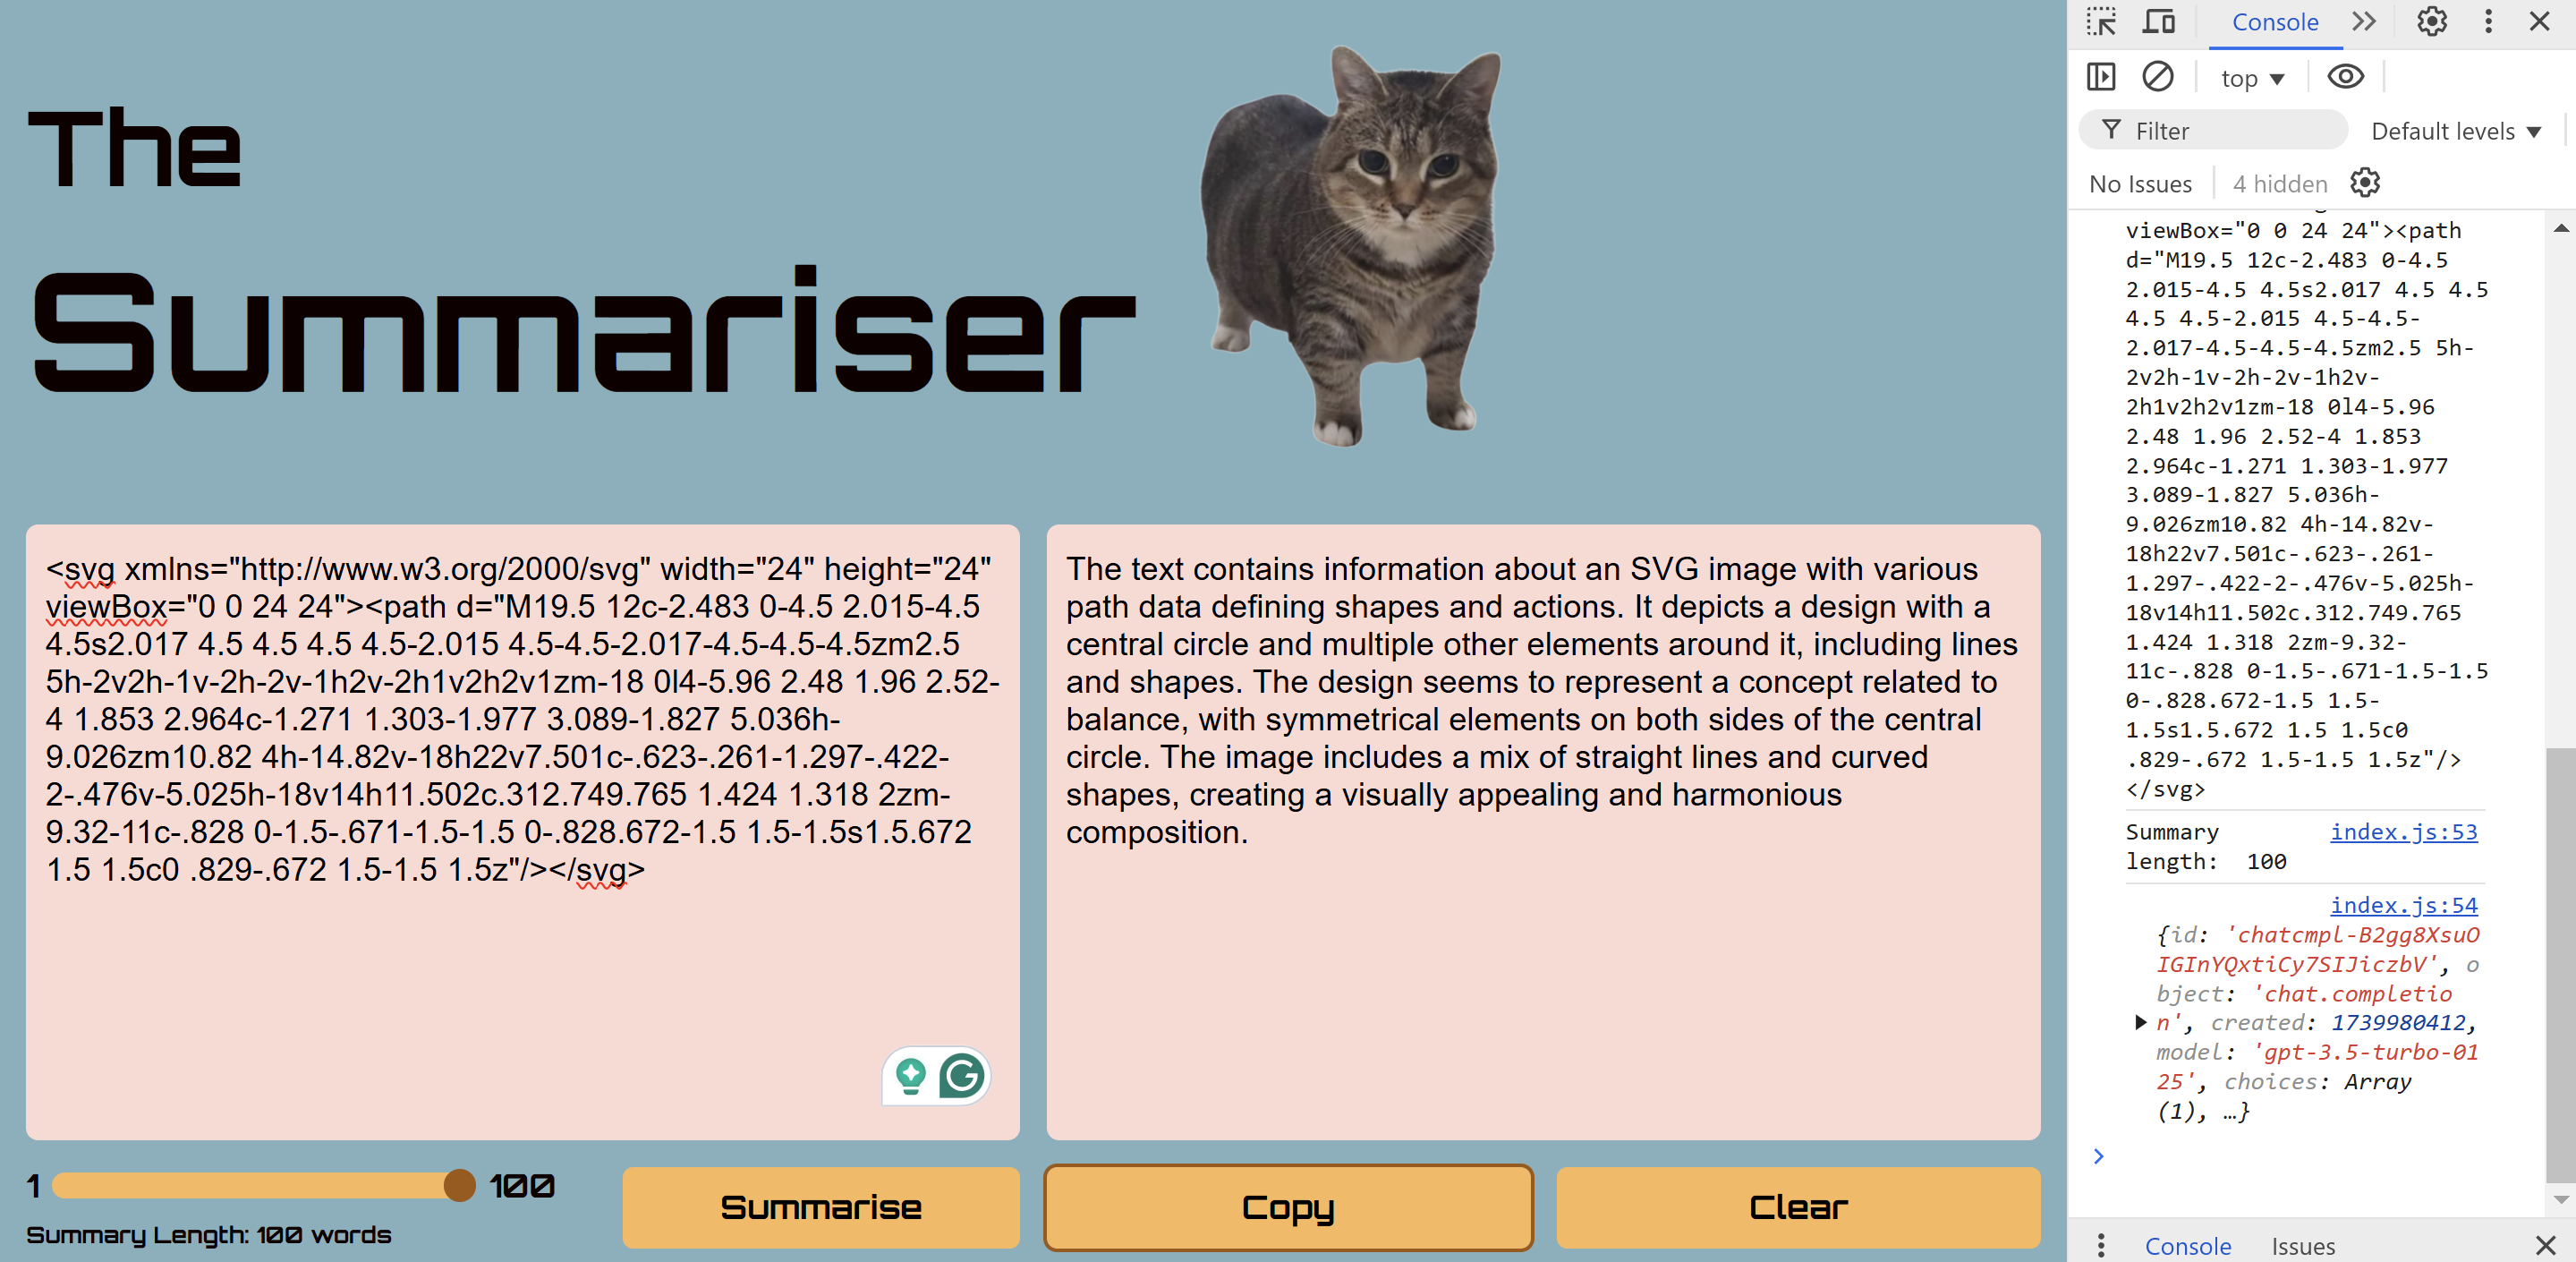 The
Summariser
<svg xmlns="http://www.w3.org/2000/svg" width="24" height="24"
viewBox="0 0 24 24"><path d="M19.5 12c-2.483 0-4.5 2.015-4.5
4.5s2.017 4.5 4.5 4.5 4.5-2.015 4.5-4.5-2.017-4.5-4.5-4.5zm2.5
5h-2v2h-1v-2h-2v-1h2v-2h1v2h2v1zm-18 0l4-5.96 2.48 1.96 2.52-
4 1.853 2.964c-1.271 1.303-1.977 3.089-1.827 5.036h-
9.026zm10.82 4h-14.82v-18h22v7.501c-.623-.261-1.297-.422-
2-.476v-5.025h-18v14h11.502c.312.749.765 1.424 1.318 2zm-
9.32-11c-.828 0-1.5-.671-1.5-1.5 0-.828.672-1.5 1.5-1.5s1.5.672
1.5 1.5c0 .829-.672 1.5-1.5 1.5z"/></svg>
The text contains information about an SVG image with various
path data defining shapes and actions. It depicts a design with a
central circle and multiple other elements around it, including lines
and shapes. The design seems to represent a concept related to
balance, with symmetrical elements on both sides of the central
circle. The image includes a mix of straight lines and curved
shapes, creating a visually appealing and harmonious
composition.
1 100
Summary Length: 100 words
Summarise
Copy
Clear
Console
top
Filter
Default levels
No Issues
4 hidden
viewBox="0 0 24 24"><path
d="M19.5 12c-2.483 0-4.5
2.015-4.5 4.5s2.017 4.5 4.5
4.5 4.5-2.015 4.5-4.5-
2.017-4.5-4.5-4.5zm2.5 5h-
2v2h-1v-2h-2v-1h2v-
2h1v2h2v1zm-18 0l4-5.96
2.48 1.96 2.52-4 1.853
2.964c-1.271 1.303-1.977
3.089-1.827 5.036h-
9.026zm10.82 4h-14.82v-
18h22v7.501c-.623-.261-
1.297-.422-2-.476v-5.025h-
18v14h11.502c.312.749.765
1.424 1.318 2zm-9.32-
11c-.828 0-1.5-.671-1.5-1.5
0-.828.672-1.5 1.5-
1.5s1.5.672 1.5 1.5c0
.829-.672 1.5-1.5 1.5z"/>
</svg>
Summary index.js:53
length: 100
index.js:54
{id: 'chatcmpl-B2gg8XsuO
IGInYQxtiCy7SIJiczbV', o
bject: 'chat.completio
n', created: 1739980412,
model: 'gpt-3.5-turbo-01
25', choices: Array
(1), …}
Console
Issues